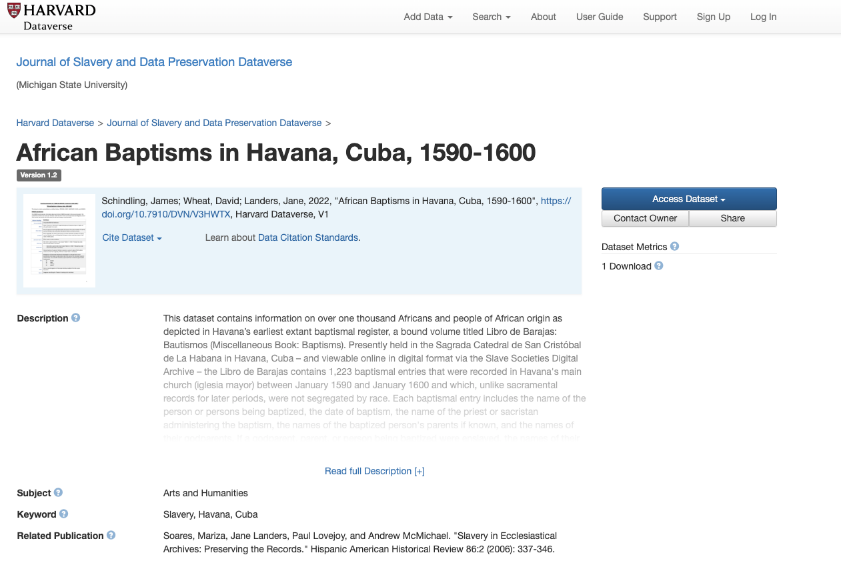 HARVARD
Dataverse
Add Data Search About User Guide Support Sign Up Log In
Journal of Slavery and Data Preservation Dataverse
(Michigan State University)
Harvard Dataverse > Journal of Slavery and Data Preservation Dataverse >
African Baptisms in Havana, Cuba, 1590-1600
Version 1.2
Schindling, James; Wheat, David; Landers, Jane, 2022, "African Baptisms in Havana, Cuba, 1590-1600", https://
doi.org/10.7910/DVN/V3HWTX, Harvard Dataverse, V1
Cite Dataset Learn about Data Citation Standards.
Access Dataset
Contact Owner Share
Dataset Metrics ?
1 Download ?
Description ? This dataset contains information on over one thousand Africans and people of African origin as
depicted in Havana's earliest extant baptismal register, a bound volume titled Libro de Barajas:
Bautismos (Miscellaneous Book: Baptisms). Presently held in the Sagrada Catedral de San Cristóbal
de La Habana in Havana, Cuba – and viewable online in digital format via the Slave Societies Digital
Archive – the Libro de Barajas contains 1,223 baptismal entries that were recorded in Havana's main
church (iglesia mayor) between January 1590 and January 1600 and which, unlike sacramental
records for later periods, were not segregated by race. Each baptismal entry includes the name of the
person or persons being baptized, the date of baptism, the name of the priest or sacristan
administering the baptism, the names of the baptized person's parents if known, and the names of
Read full Description [+]
Subject ? Arts and Humanities
Keyword ? Slavery, Havana, Cuba
Related Publication ? Soares, Mariza, Jane Landers, Paul Lovejoy, and Andrew McMichael. "Slavery in Ecclesiastical
Archives: Preserving the Records." Hispanic American Historical Review 86:2 (2006): 337-346.